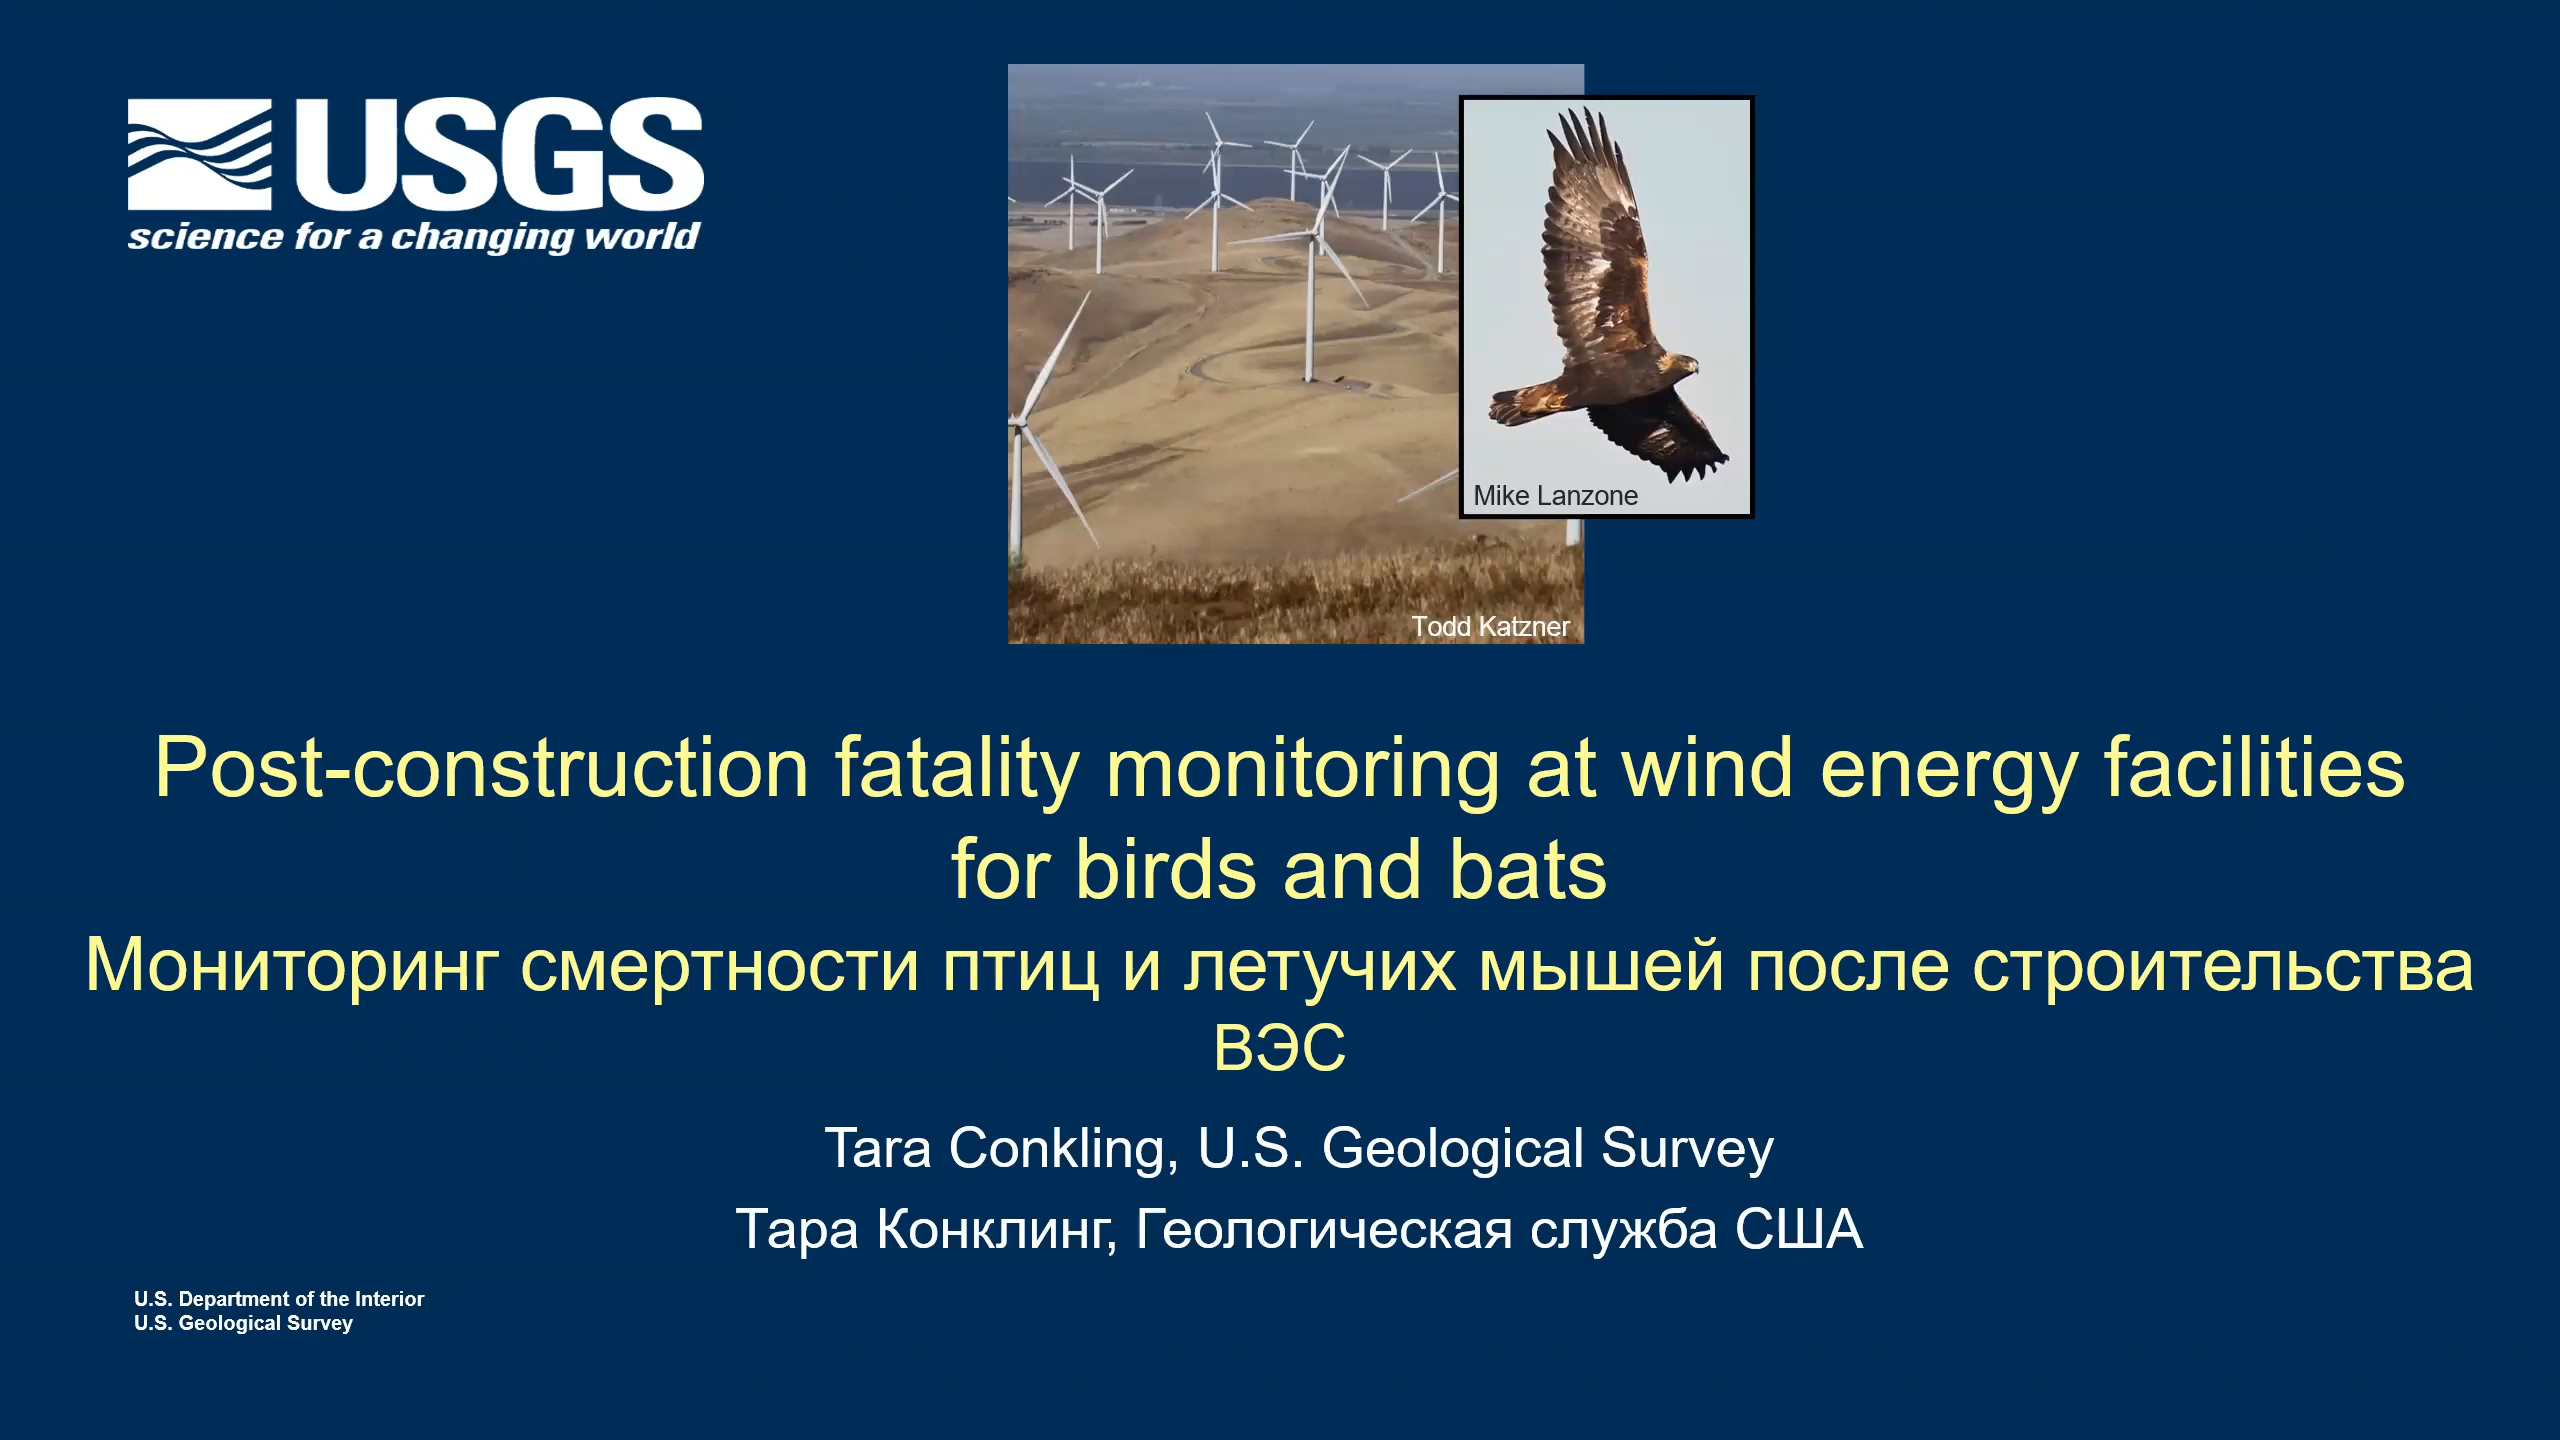 USGS
science for a changing world
Mike Lanzone
Todd Katzner
Post-construction fatality monitoring at wind energy facilities
for birds and bats
Мониторинг смертности птиц и летучих мышей после строительства
ВЭС
Tara Conkling, U.S. Geological Survey
Тара Конклинг, Геологическая служба США
U.S. Department of the Interior
U.S. Geological Survey